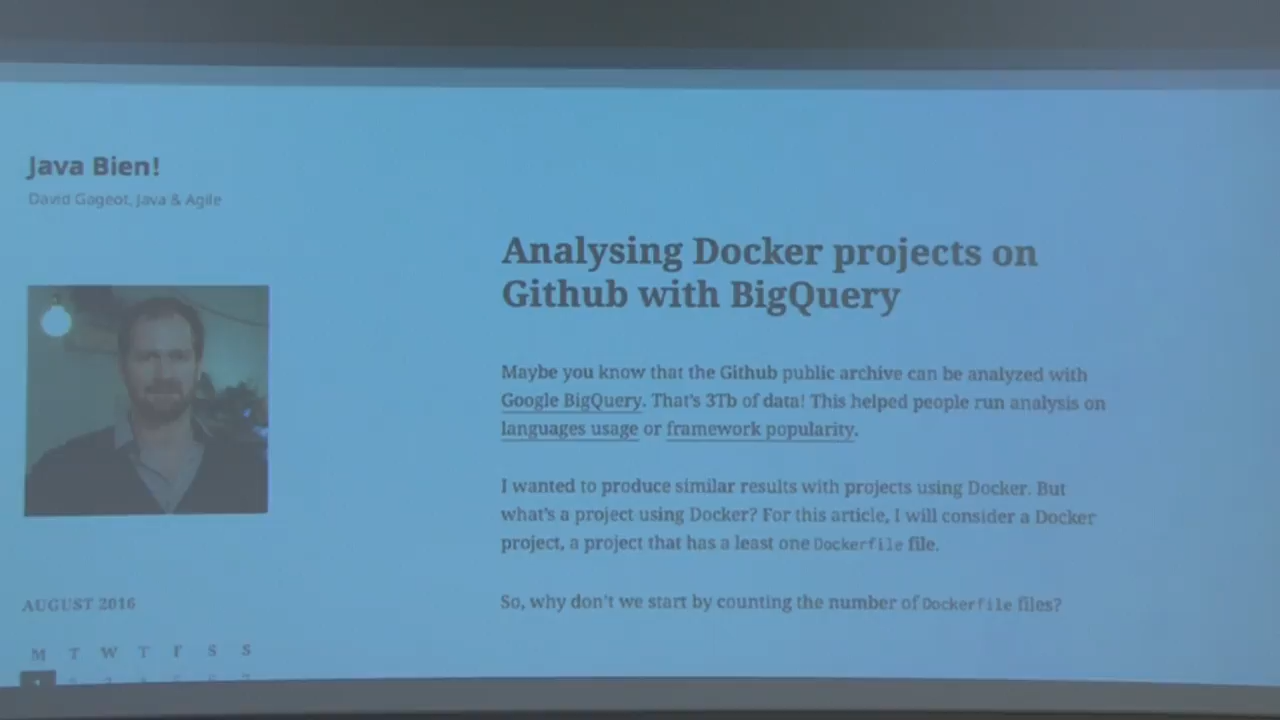 Java Bien!
David Gageot, Java & Agile
Analysing Docker projects on
Github with BigQuery
Maybe you know that the Github public archive can be analyzed with
Google BigQuery. That's 3Tb of data! This helped people run analysis on
languages usage or framework popularity.
I wanted to produce similar results with projects using Docker. But
what's a project using Docker? For this article, I will consider a Docker
project, a project that has a least one Dockerfile file.
So, why don't we start by counting the number of Dockerfile files?
AUGUST 2016
M T W T F S S